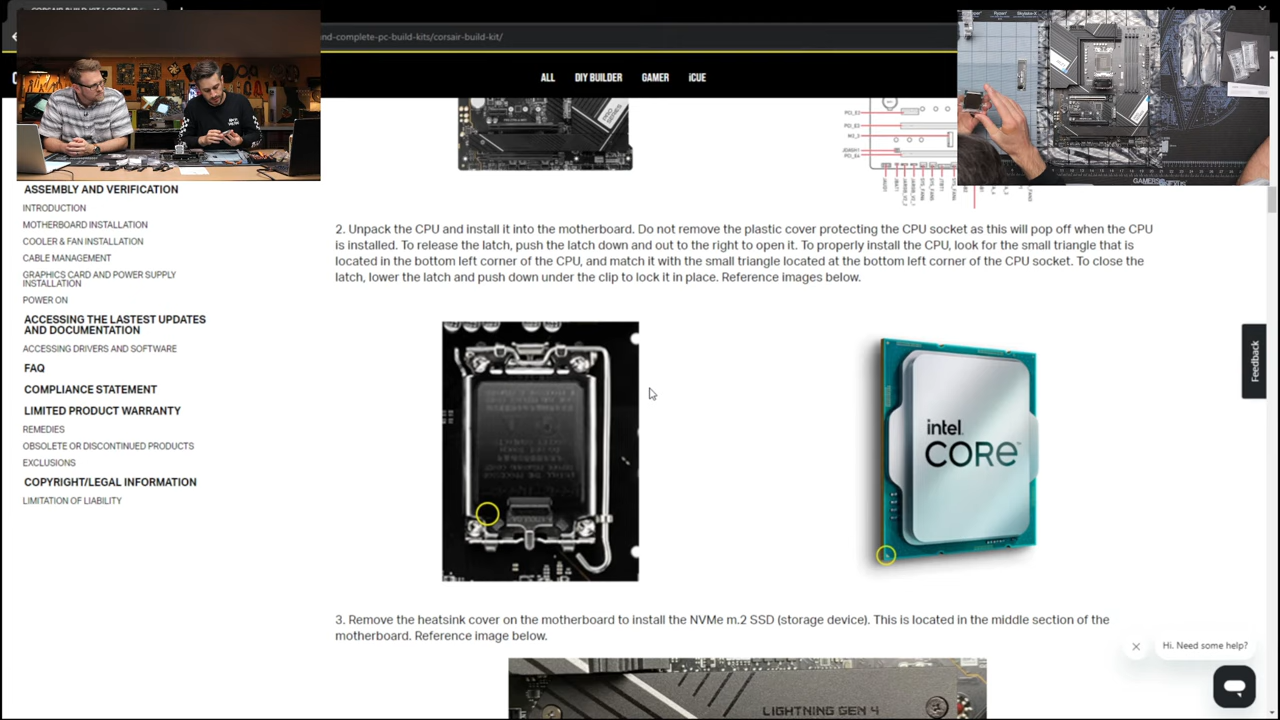 nd-complete-pc-build-kits/corsair-build-kit/
ALL DIY BUILDER GAMER iCUE
ASSEMBLY AND VERIFICATION
INTRODUCTION
MOTHERBOARD INSTALLATION
COOLER & FAN INSTALLATION
CABLE MANAGEMENT
GRAPHICS CARD AND POWER SUPPLY
INSTALLATION
POWER ON
ACCESSING THE LASTEST UPDATES
AND DOCUMENTATION
ACCESSING DRIVERS AND SOFTWARE
FAQ
COMPLIANCE STATEMENT
LIMITED PRODUCT WARRANTY
REMEDIES
OBSOLETE OR DISCONTINUED PRODUCTS
EXCLUSIONS
COPYRIGHT/LEGAL INFORMATION
LIMITATION OF LIABILITY
2. Unpack the CPU and install it into the motherboard. Do not remove the plastic cover protecting the CPU socket as this will pop off when the CPU
is installed. To release the latch, push the latch down and out to the right to open it. To properly install the CPU, look for the small triangle that is
located in the bottom left corner of the CPU, and match it with the small triangle located at the bottom left corner of the CPU socket. To close the
latch, lower the latch and push down under the clip to lock it in place. Reference images below.
intel
CORE
3. Remove the heatsink cover on the motherboard to install the NVMe m.2 SSD (storage device). This is located in the middle section of the
motherboard. Reference image below.
LIGHTNING GEN 4
Feedback
Hi. Need some help?